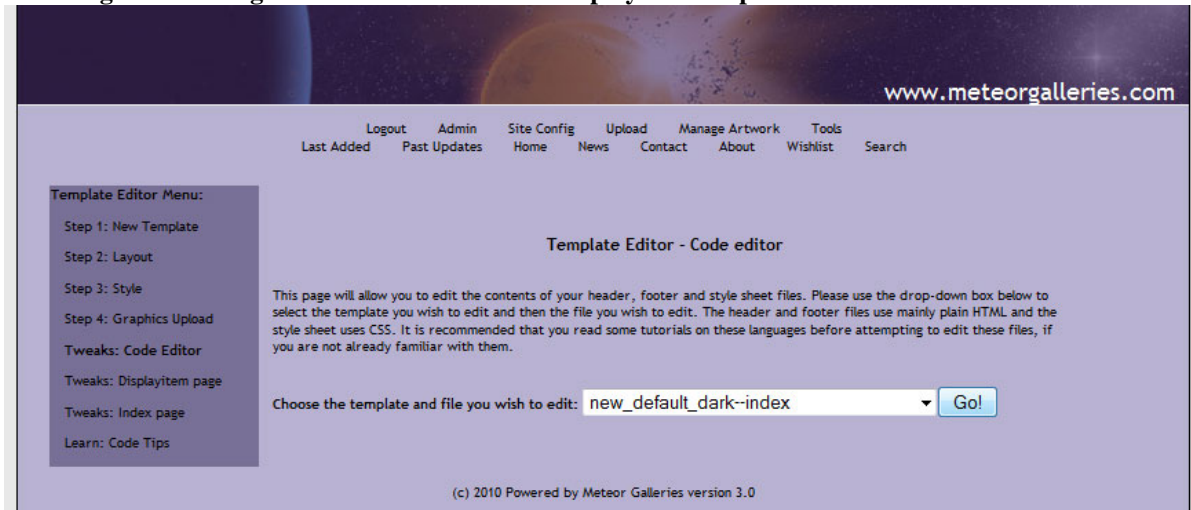 www.meteorgalleries.com
Logout Admin Site Config Upload Manage Artwork Tools
Last Added Past Updates Home News Contact About Wishlist Search
Template Editor Menu:
Step 1: New Template
Step 2: Layout
Step 3: Style
Step 4: Graphics Upload
Tweaks: Code Editor
Tweaks: Displayitem page
Tweaks: Index page
Learn: Code Tips
Template Editor - Code editor
This page will allow you to edit the contents of your header, footer and style sheet files. Please use the drop-down box below to
select the template you wish to edit and then the file you wish to edit. The header and footer files use mainly plain HTML and the
style sheet uses CSS. It is recommended that you read some tutorials on these languages before attempting to edit these files, if
you are not already familiar with them.
Choose the template and file you wish to edit: new_default_dark--index Go!
(c) 2010 Powered by Meteor Galleries version 3.0